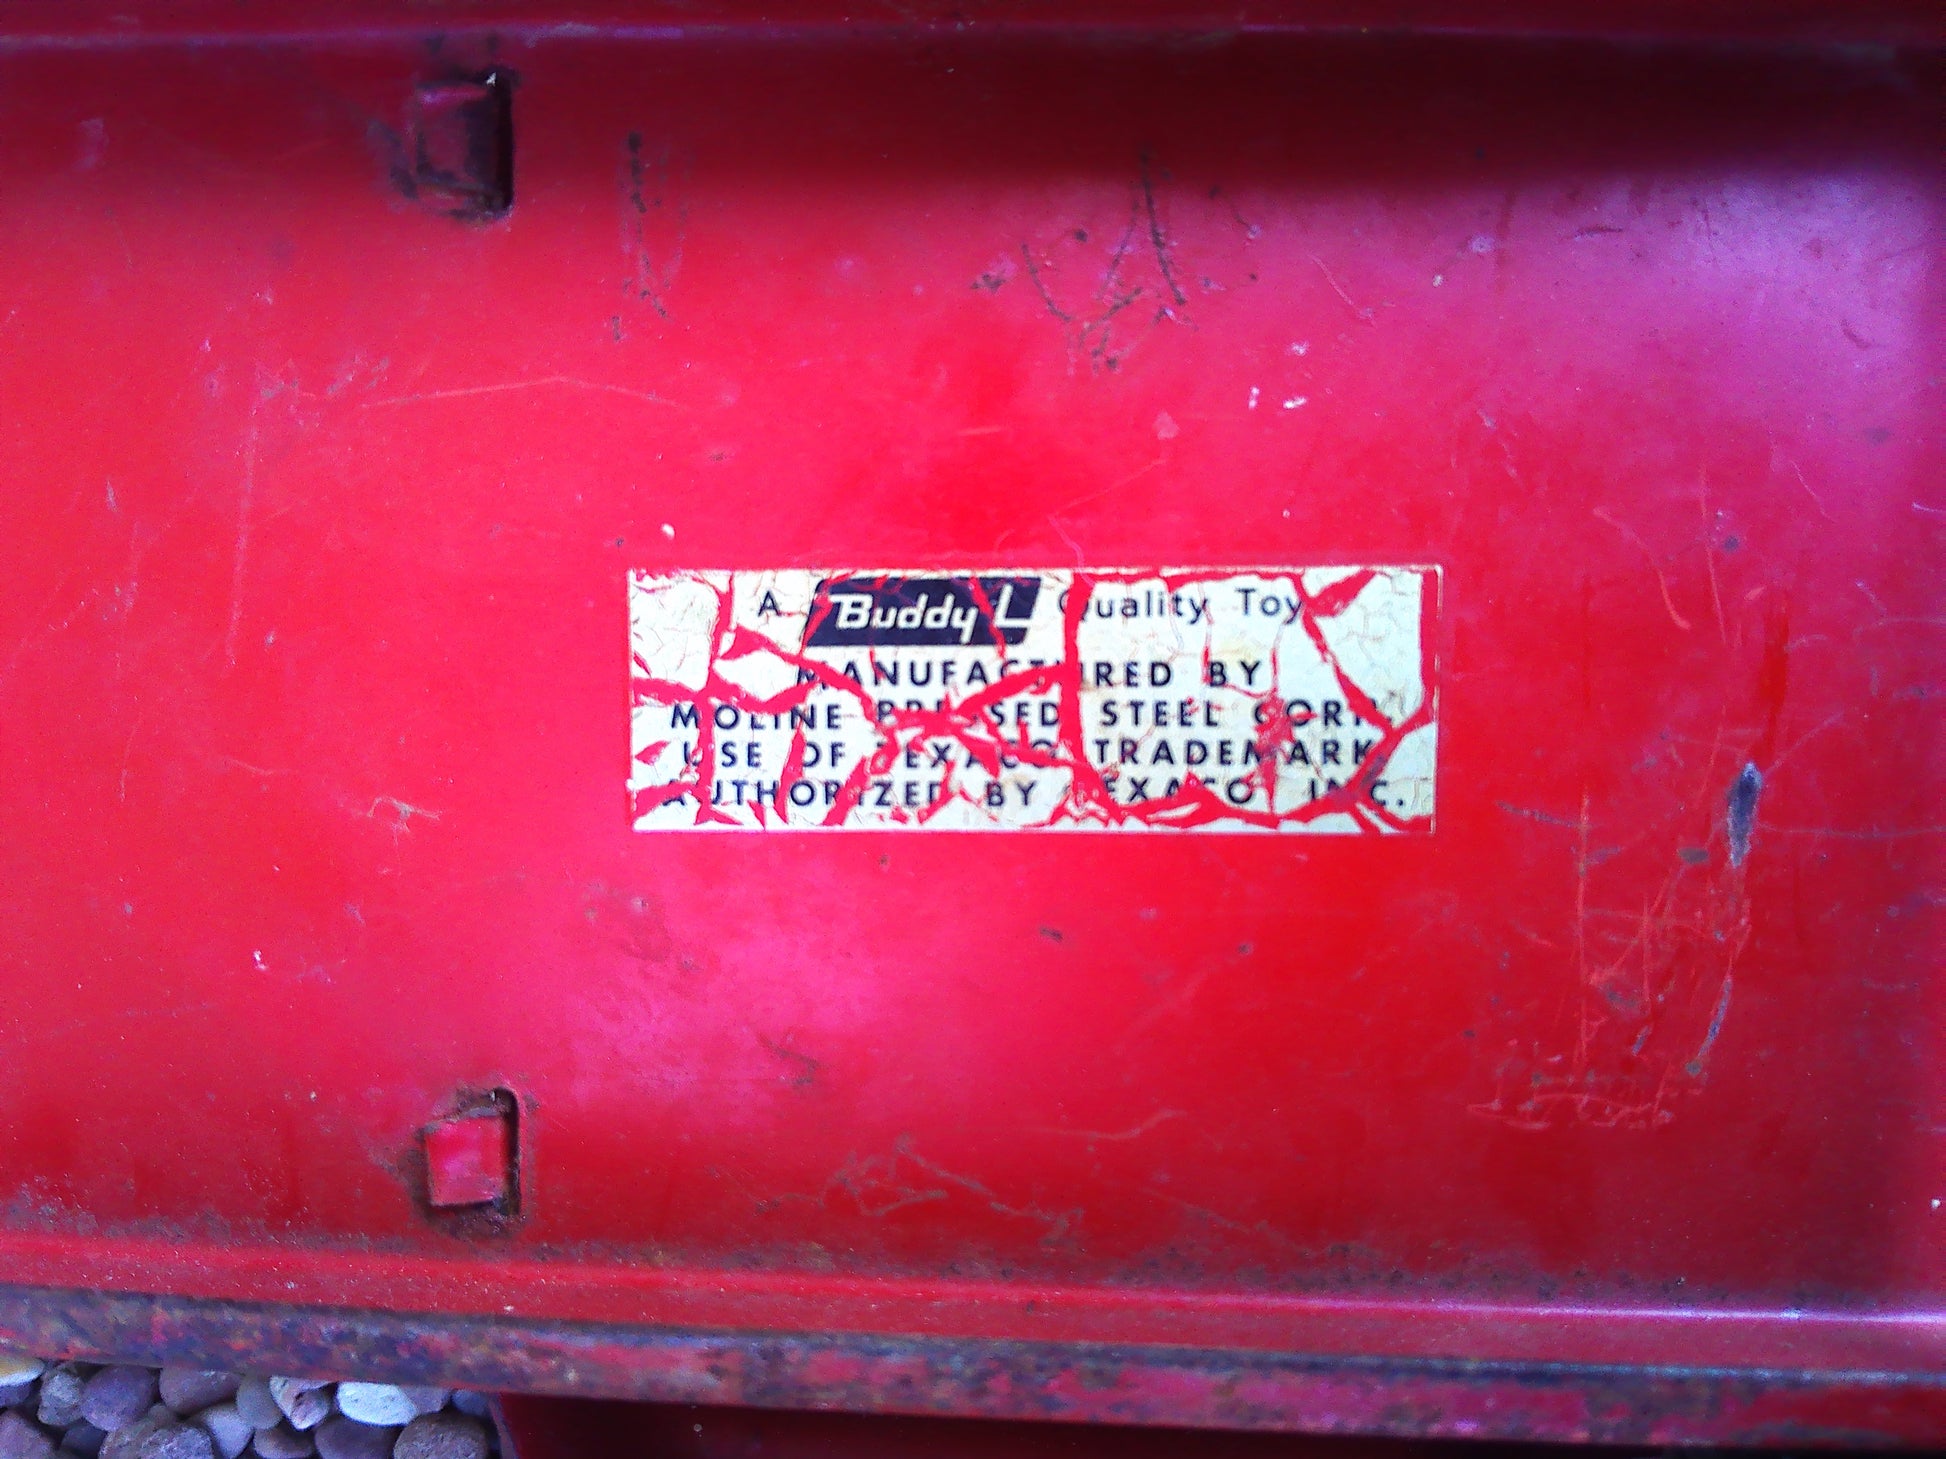 A Buddy L Quality Toy
MANUFACTURED BY
MOLINE PRESSED STEEL CORP.
USE OF TEXACO TRADEMARK
AUTHORIZED BY TEXACO INC.